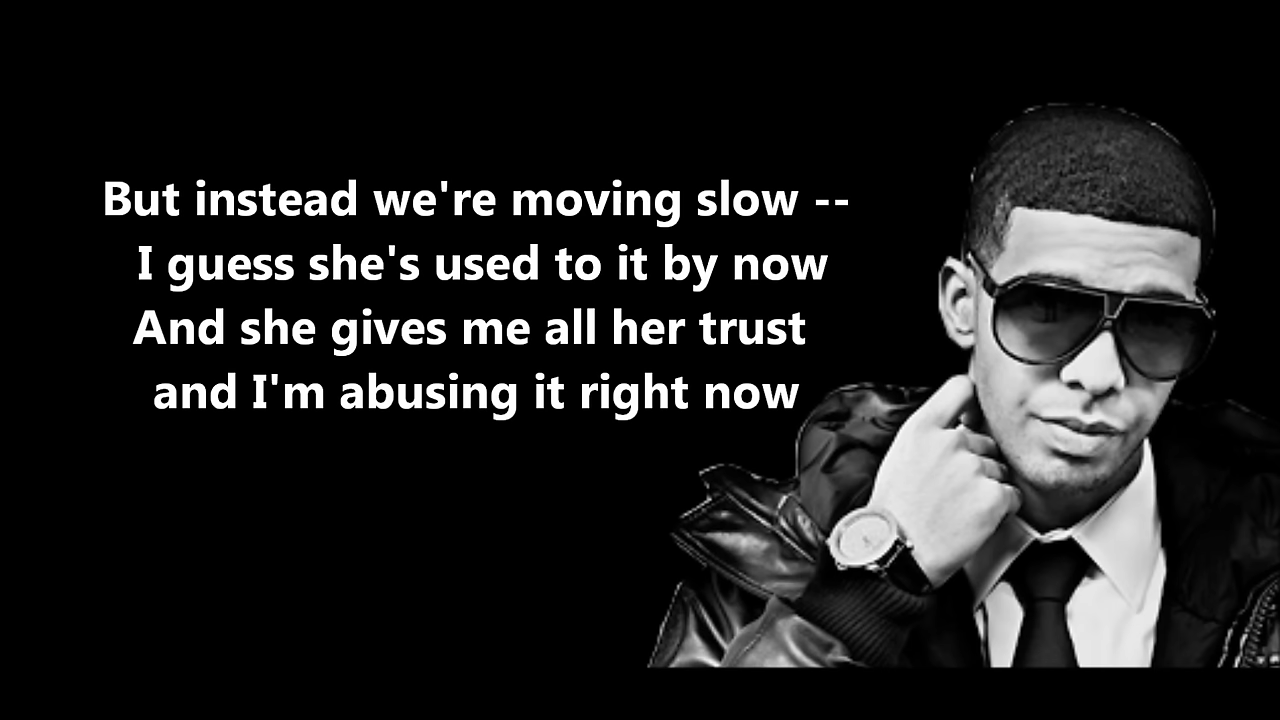 But instead we're moving slow --
I guess she's used to it by now
And she gives me all her trust
and I'm abusing it right now